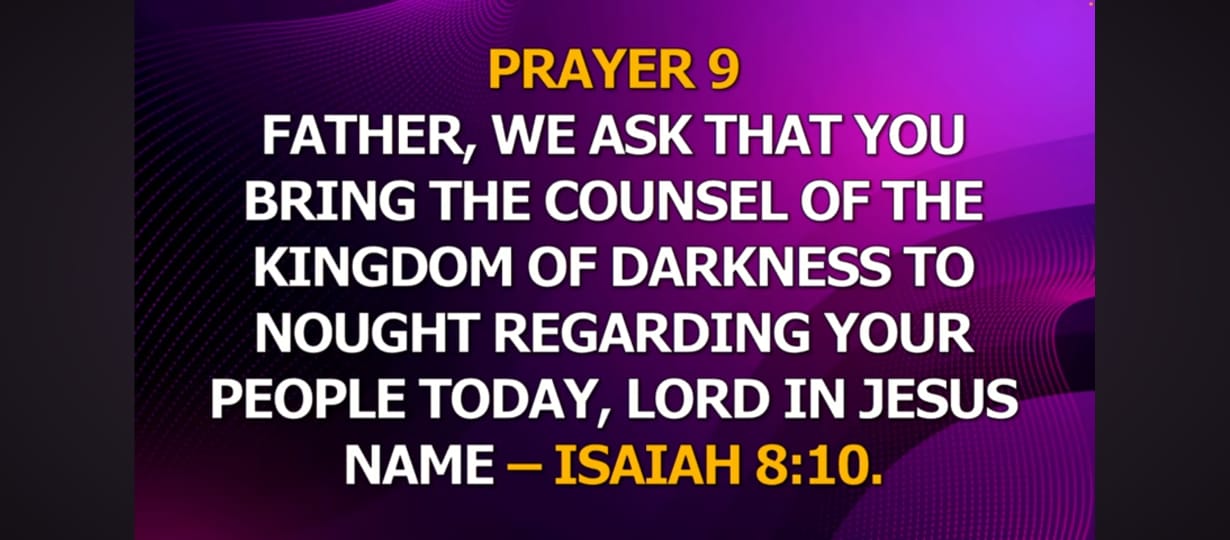 PRAYER 9
FATHER, WE ASK THAT YOU
BRING THE COUNSEL OF THE
KINGDOM OF DARKNESS TO
NOUGHT REGARDING YOUR
PEOPLE TODAY, LORD IN JESUS
NAME – ISAIAH 8:10.